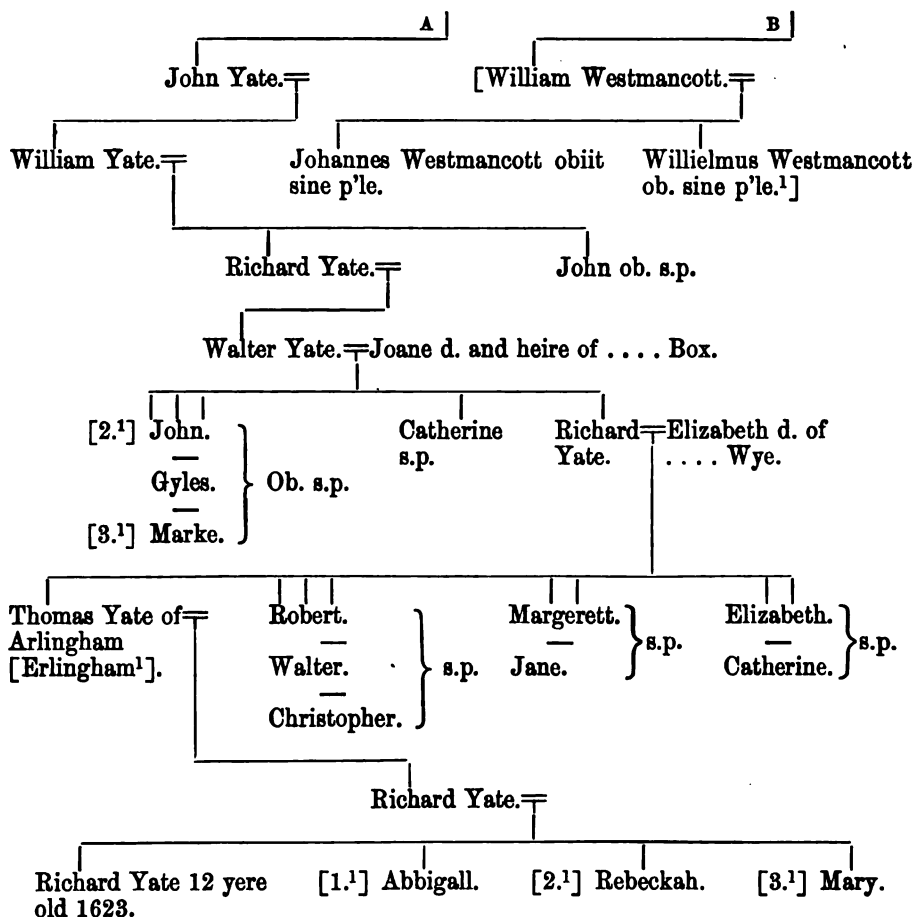 A B
John Yate. [William Westmancott.
William Yate. Johannes Westmancott obiit Willielmus Westmancott
sine p'le. ob. sine p'le.¹]
Richard Yate. John ob. s.p.
Walter Yate. Joane d. and heire of .... Box.
[2.¹] John. Catherine Richard Elizabeth d. of
s.p. Yate. .... Wye.
Gyles. Ob. s.p.
[3.¹] Marke.
Thomas Yate of Robert. Margerett. Elizabeth.
Arlingham s.p. s.p.
[Erlingham¹]. Walter. s.p. Jane. Catherine.
Christopher.
Richard Yate.
Richard Yate 12 yere [1.¹] Abbigall. [2.¹] Rebeckah. [3.¹] Mary.
old 1623.